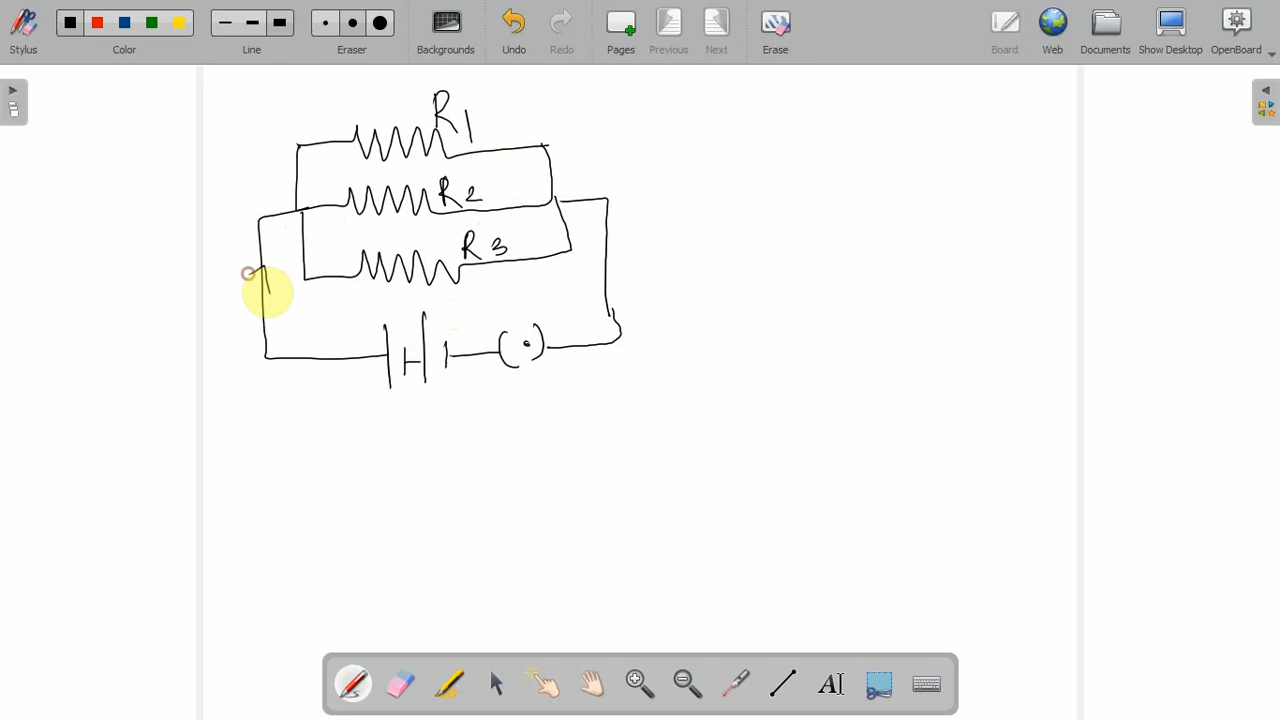 Stylus
Color
Line
Eraser
Backgrounds
Undo
Redo
Pages
Previous
Next
Erase
Board
Web
Documents
Show Desktop
OpenBoard
R1
R2
R3